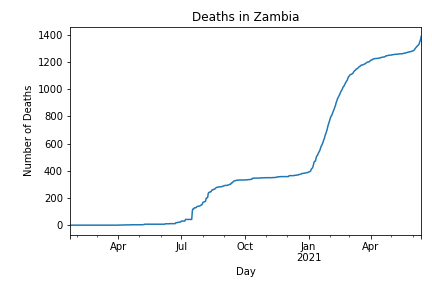 Deaths in Zambia
Number of Deaths
1400
1200
1000
800
600
400
200
0
Apr
Jul
Oct
Jan
2021
Apr
Day